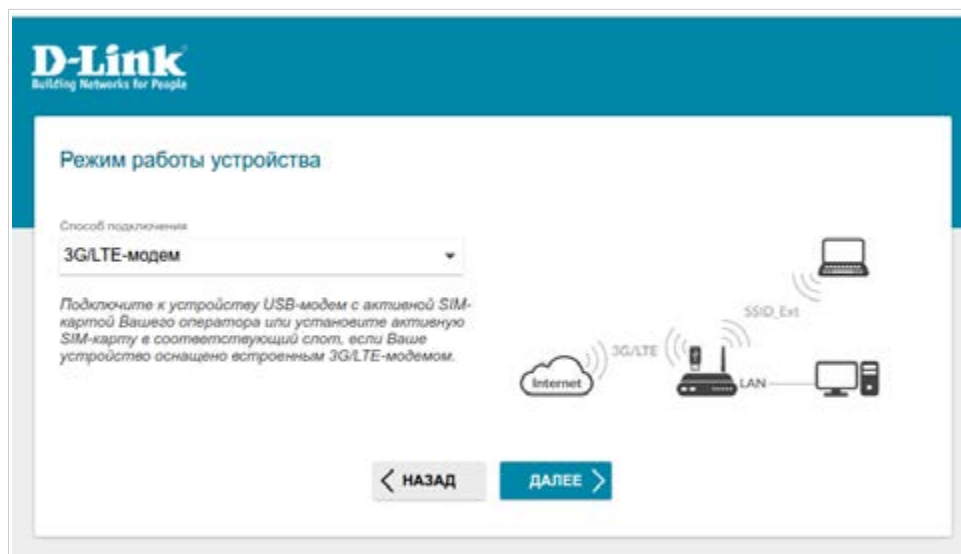 D-Link
Building Networks for People
Режим работы устройства
Способ подключения
3G/LTE-модем
Подключите к устройству USB-модем с активной SIM-
картой Вашего оператора или установите активную
SIM-карту в соответствующий слот, если Ваше
устройство оснащено встроенным 3G/LTE-модемом.
SSID_Ext
3G/LTE
Internet
LAN
НАЗАД
ДАЛЕЕ